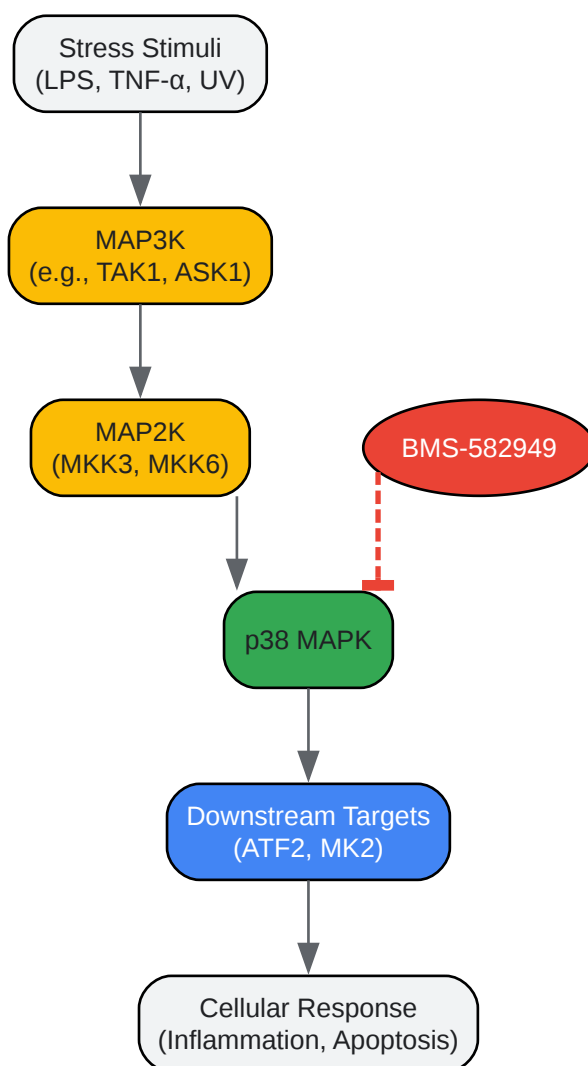 Stress Stimuli
(LPS, TNF-α, UV)
MAP3K
(e.g., TAK1, ASK1)
MAP2K
(MKK3, MKK6)
BMS-582949
p38 MAPK
Downstream Targets
(ATF2, MK2)
Cellular Response
(Inflammation, Apoptosis)